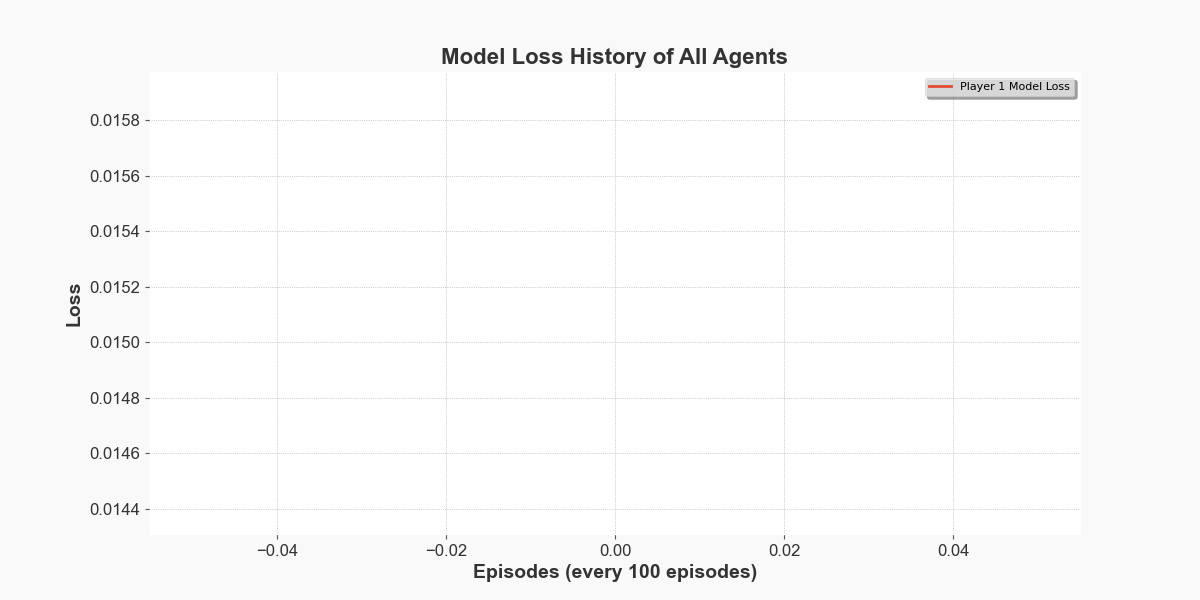 Model Loss History of All Agents
Player 1 Model Loss
0.0158
0.0156
0.0154
0.0152
0.0150
0.0148
0.0146
0.0144
Loss
−0.04 −0.02 0.00 0.02 0.04
Episodes (every 100 episodes)